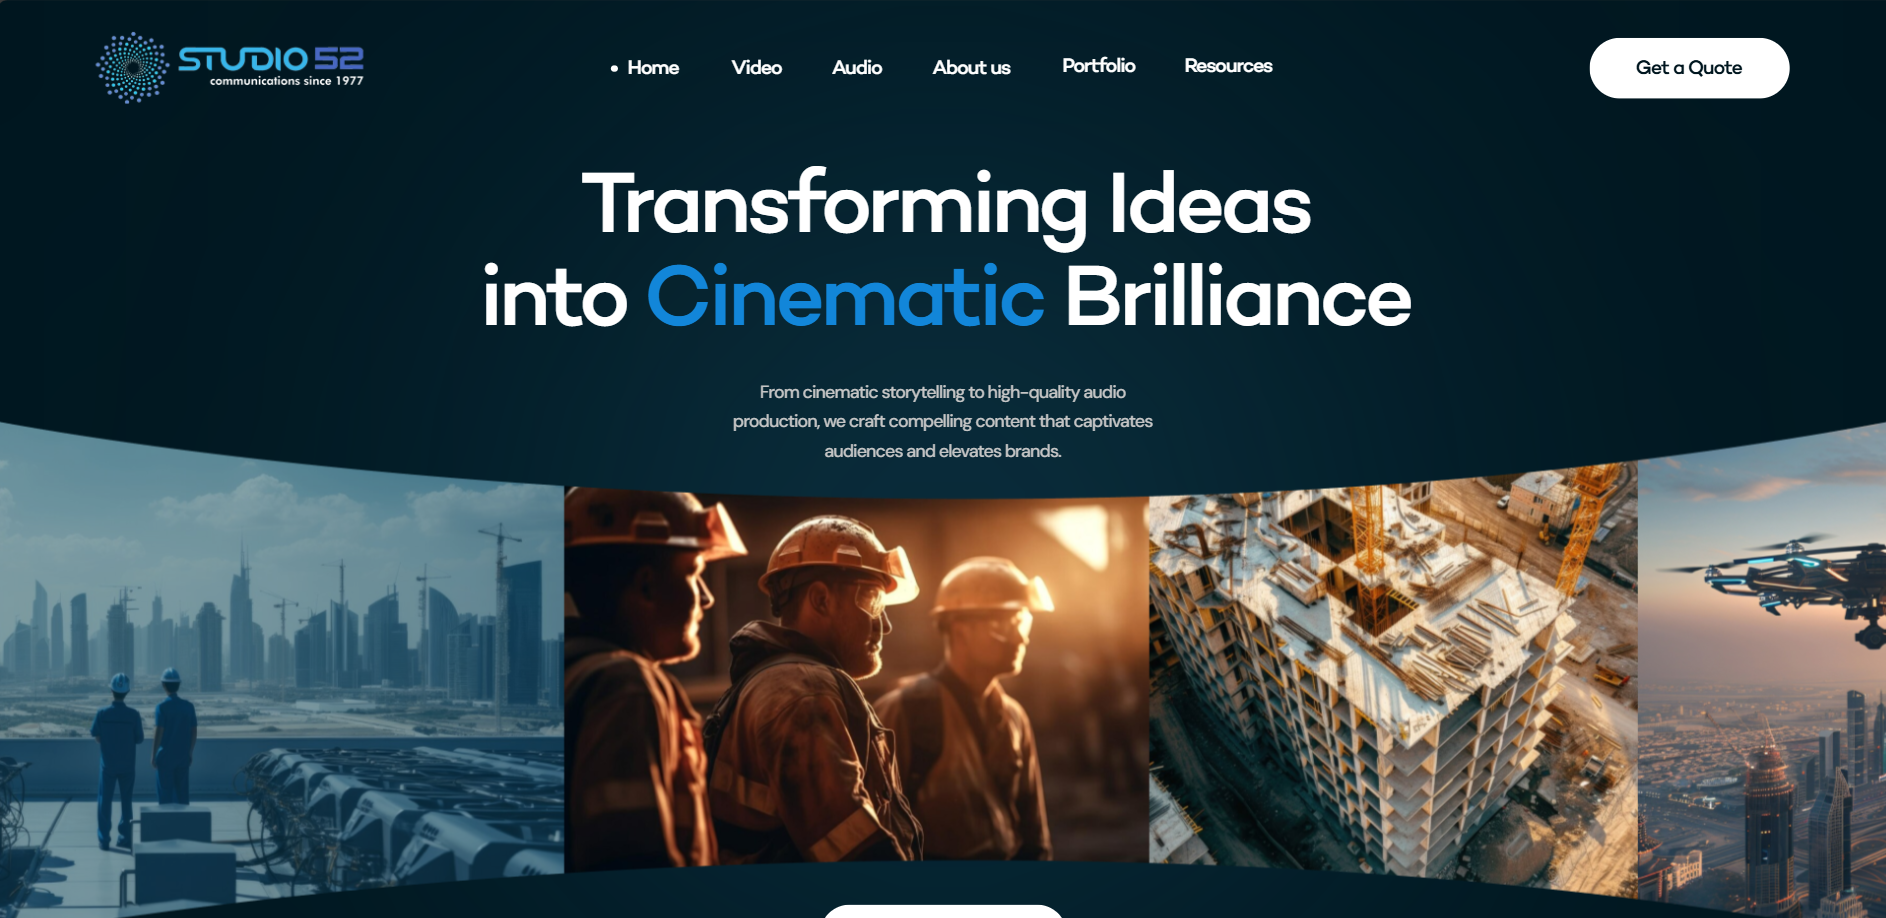 STUDIO 52
communications since 1977
Home
Video
Audio
About us
Portfolio
Resources
Get a Quote
Transforming Ideas
into Cinematic Brilliance
From cinematic storytelling to high-quality audio
production, we craft compelling content that captivates
audiences and elevates brands.